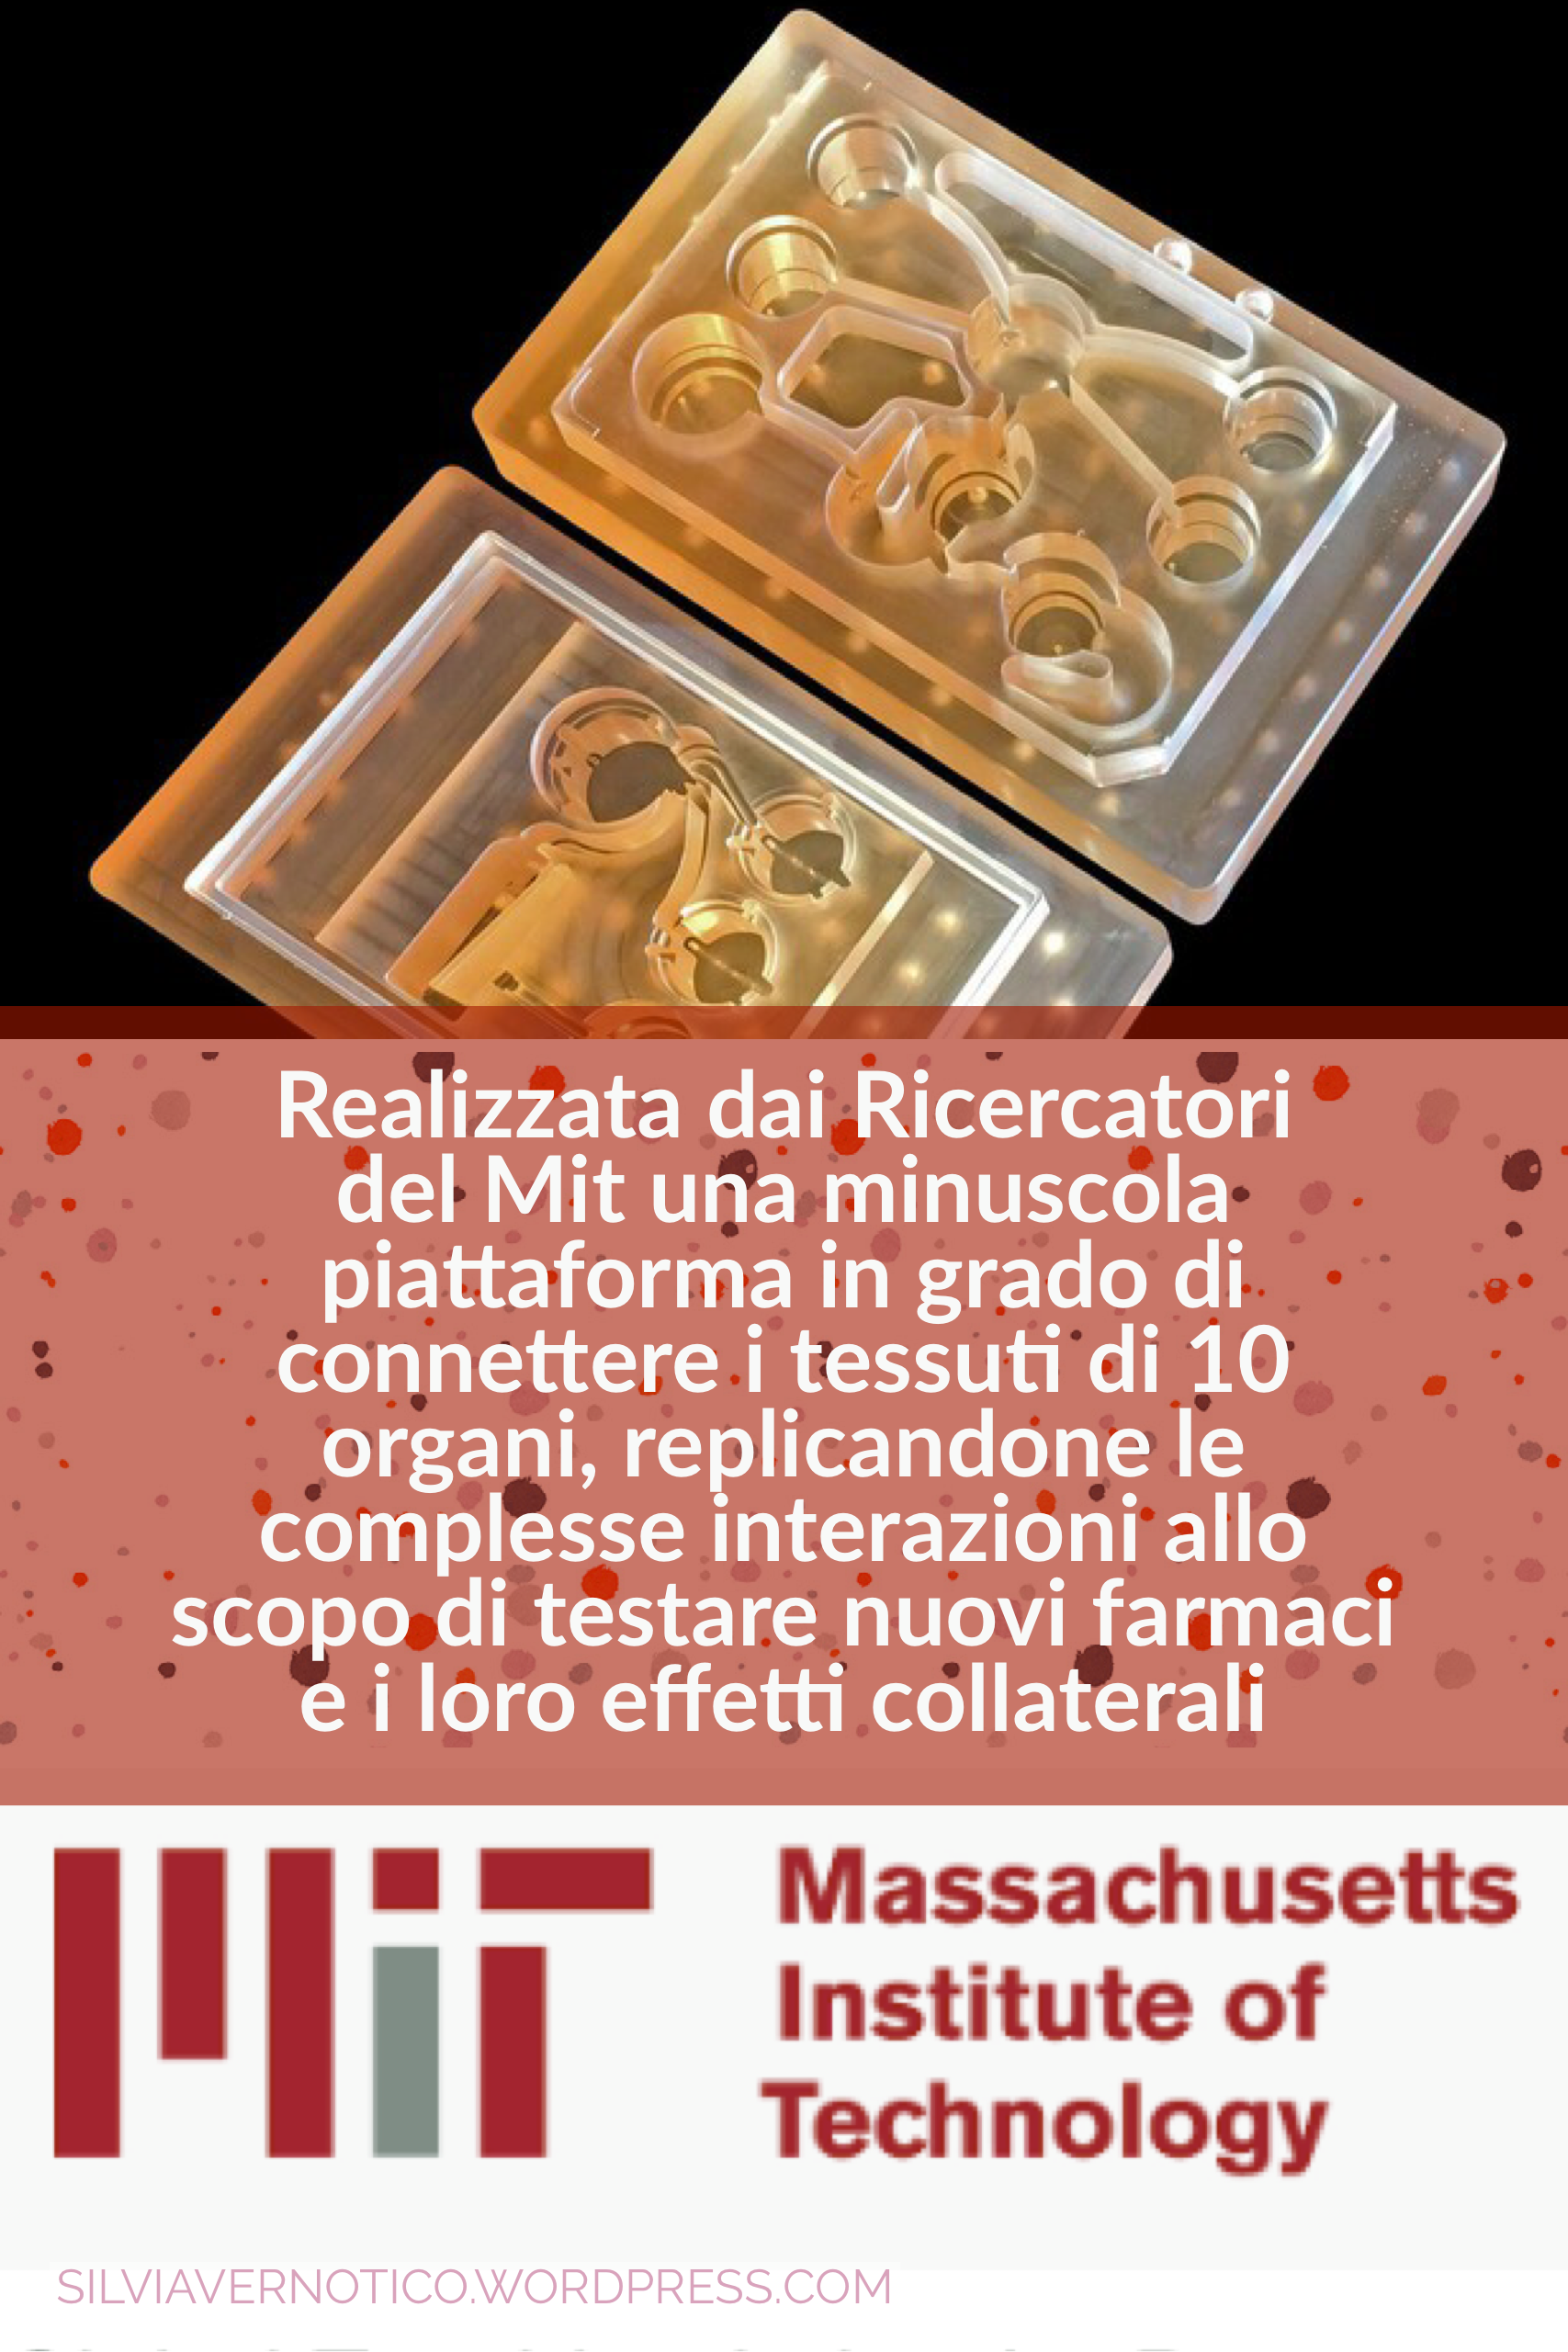 Realizzata dai Ricercatori
del Mit una minuscola
piattaforma in grado di
connettere i tessuti di 10
organi, replicandone le
complesse interazioni allo
scopo di testare nuovi farmaci
e i loro effetti collaterali
MIT
Massachusetts
Institute of
Technology
SILVIAVERNOTICO.WORDPRESS.COM